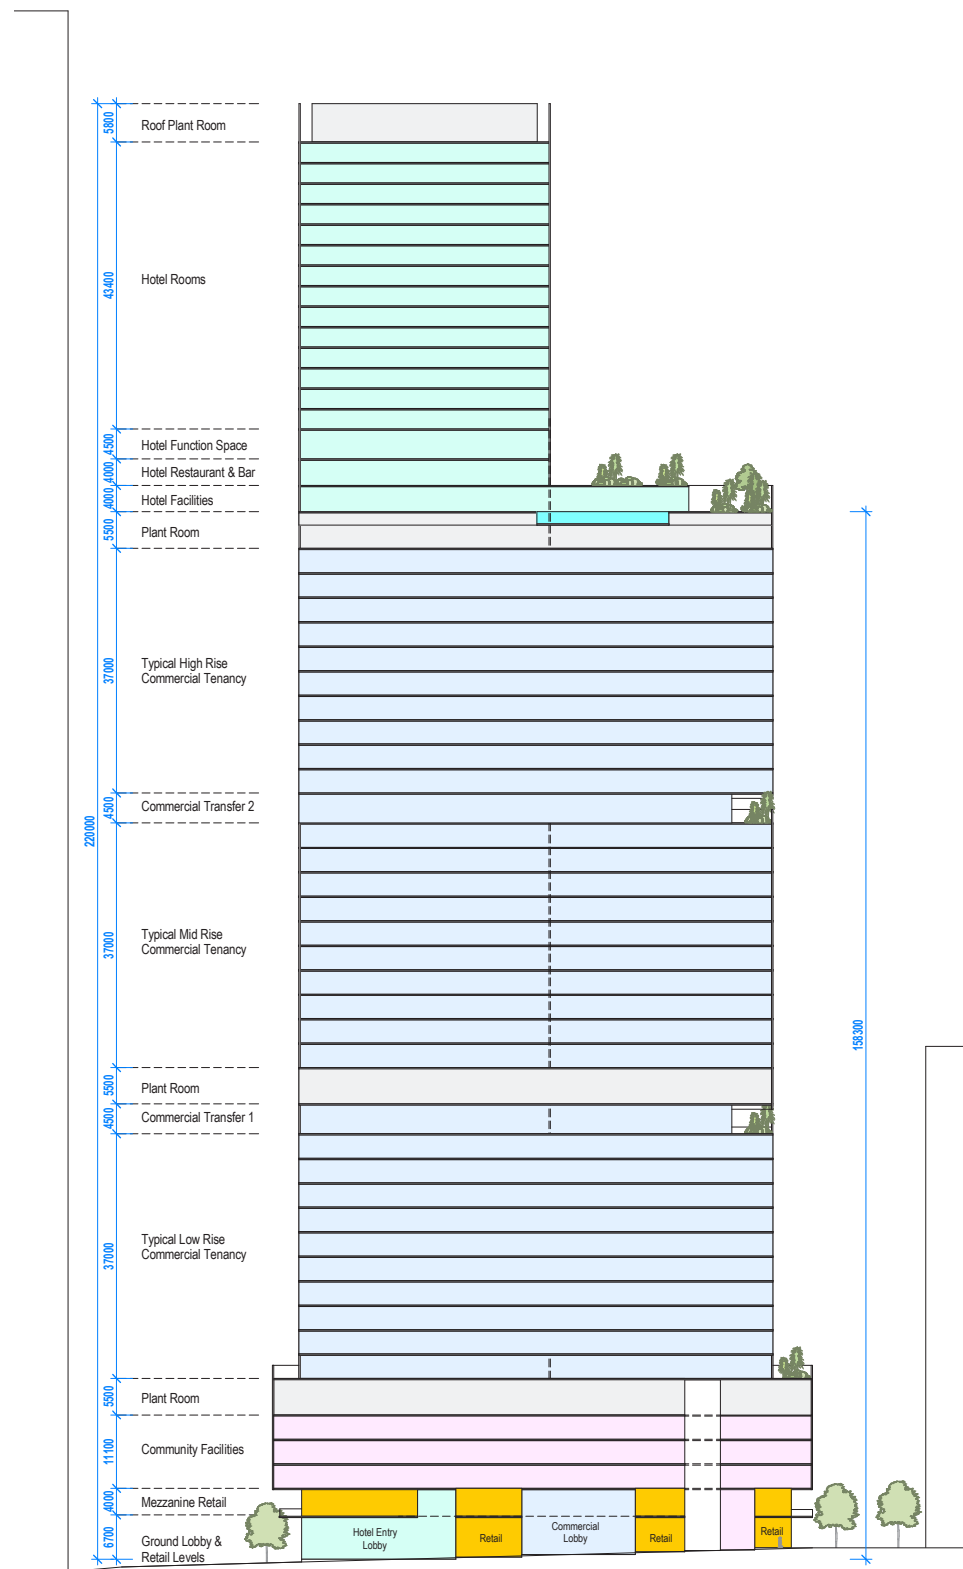 5800
Roof Plant Room
43400
Hotel Rooms
4500
Hotel Function Space
4000
Hotel Restaurant & Bar
4000
Hotel Facilities
5500
Plant Room
37000
Typical High Rise
Commercial Tenancy
4500
Commercial Transfer 2
220000
37000
Typical Mid Rise
Commercial Tenancy
158300
5500
Plant Room
4500
Commercial Transfer 1
37000
Typical Low Rise
Commercial Tenancy
5500
Plant Room
11100
Community Facilities
4000
Mezzanine Retail
6700
Ground Lobby &
Retail Levels
Hotel Entry
Lobby
Retail
Commercial
Lobby
Retail
Retail